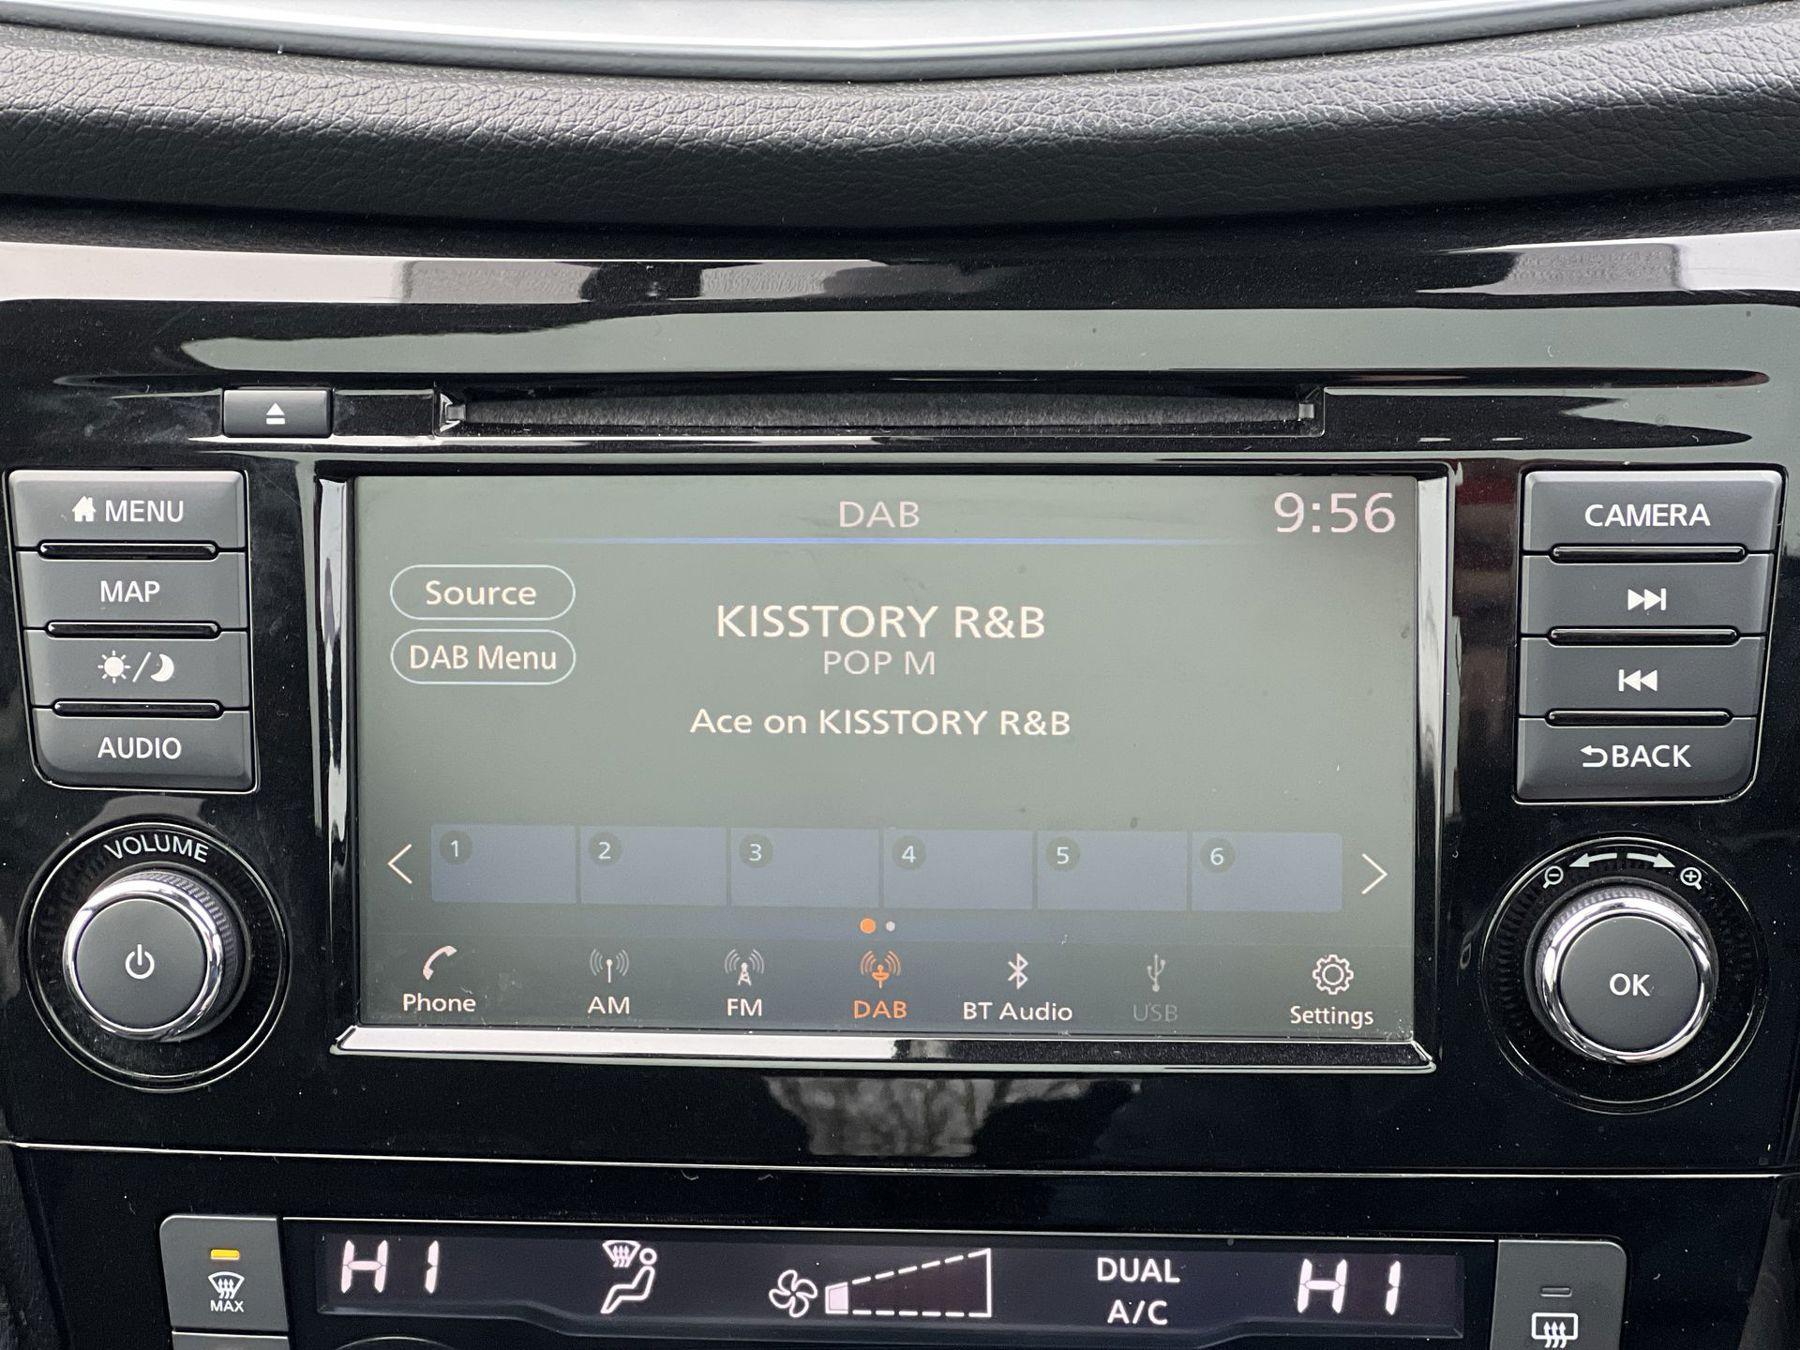 MENU
MAP
AUDIO
VOLUME
DAB
9:56
Source
DAB Menu
KISSTORY R&B
POP M
Ace on KISSTORY R&B
1 2 3 4 5 6
Phone AM FM DAB BT Audio USB Settings
CAMERA
BACK
OK
MAX
HI
DUAL
A/C
HI